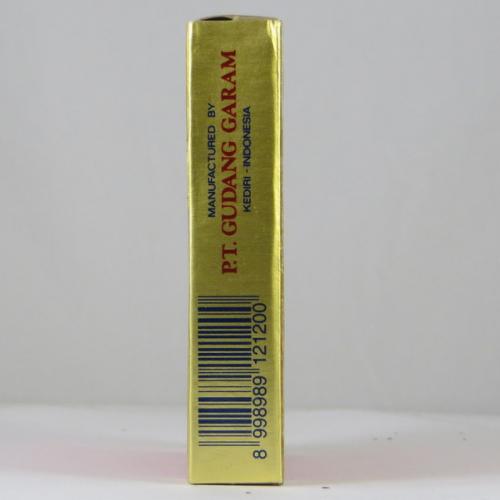 MANUFACTURED BY
P.T. GUDANG GARAM
KEDIRI - INDONESIA
8 998989 121200